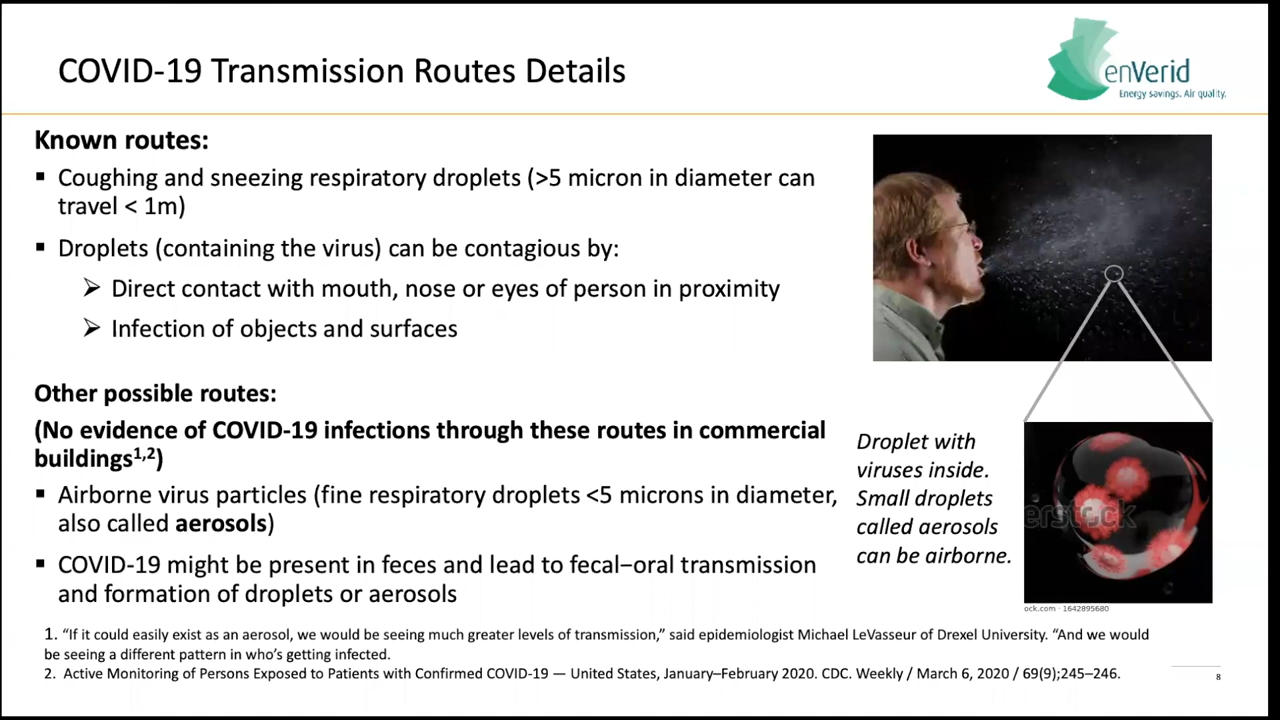 COVID-19 Transmission Routes Details
enVerid
Energy savings. Air quality.
Known routes:
▪ Coughing and sneezing respiratory droplets (>5 micron in diameter can
travel < 1m)
▪ Droplets (containing the virus) can be contagious by:
➢ Direct contact with mouth, nose or eyes of person in proximity
➢ Infection of objects and surfaces
Other possible routes:
(No evidence of COVID-19 infections through these routes in commercial
buildings1,2)
▪ Airborne virus particles (fine respiratory droplets <5 microns in diameter,
also called aerosols)
▪ COVID-19 might be present in feces and lead to fecal–oral transmission
and formation of droplets or aerosols
Droplet with
viruses inside.
Small droplets
called aerosols
can be airborne.
erstock
ock.com · 1642895680
1. “If it could easily exist as an aerosol, we would be seeing much greater levels of transmission,” said epidemiologist Michael LeVasseur of Drexel University. “And we would
be seeing a different pattern in who’s getting infected.
2. Active Monitoring of Persons Exposed to Patients with Confirmed COVID-19 — United States, January–February 2020. CDC. Weekly / March 6, 2020 / 69(9);245–246.
8